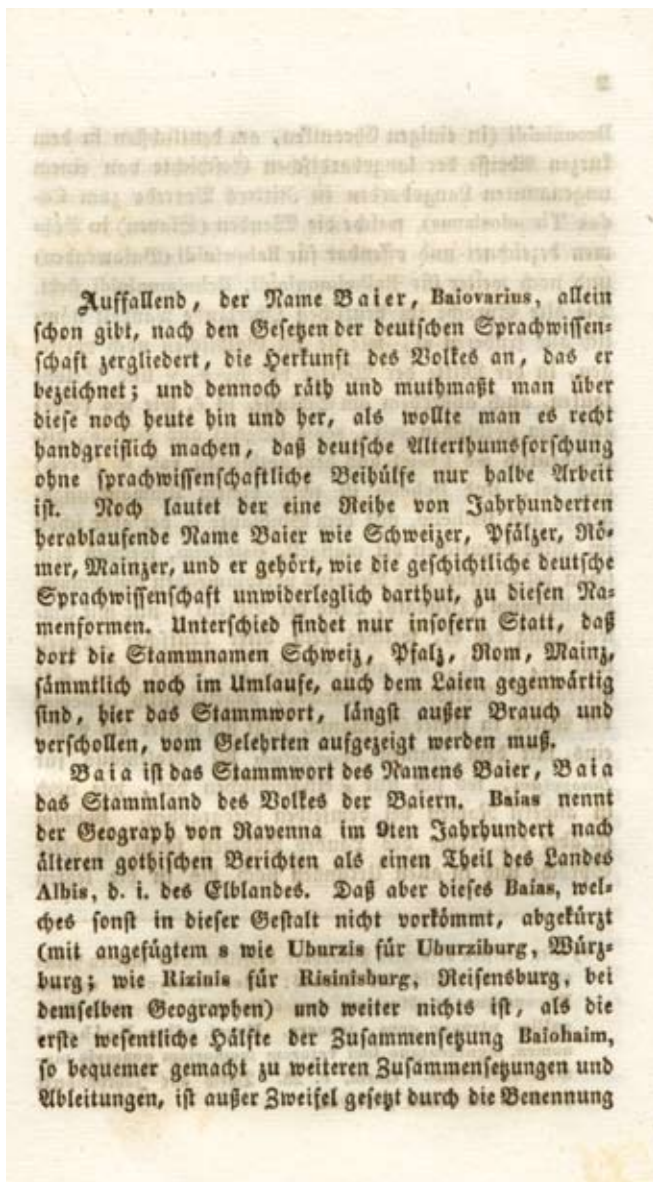 Auffallend, der Name Baier, Baiovarius, allein
schon gibt, nach den Gesetzen der deutschen Sprachwissen-
schaft zergliedert, die Herkunft des Volkes an, das er
bezeichnet; und dennoch räth und muthmaßt man über
diese noch heute hin und her, als wollte man es recht
handgreiflich machen, daß deutsche Alterthumsforschung
ohne sprachwissenschaftliche Beihülfe nur halbe Arbeit
ist. Noch lautet der eine Reihe von Jahrhunderten
herablaufende Name Baier wie Schweizer, Pfälzer, Rö-
mer, Mainzer, und er gehört, wie die geschichtliche deutsche
Sprachwissenschaft unwiderleglich darthut, zu diesen Na-
menformen. Unterschied findet nur insofern Statt, daß
dort die Stammnamen Schweiz, Pfalz, Rom, Mainz,
sämmtlich noch im Umlaufe, auch dem Laien gegenwärtig
sind, hier das Stammwort, längst außer Brauch und
verschollen, vom Gelehrten aufgezeigt werden muß.
Baia ist das Stammwort des Namens Baier, Baia
das Stammland des Volkes der Baiern. Baias nennt
der Geograph von Ravenna im 9ten Jahrhundert nach
älteren gothischen Berichten als einen Theil des Landes
Albis, d. i. des Elblandes. Daß aber dieses Baias, wel-
ches sonst in dieser Gestalt nicht vorkömmt, abgekürzt
(mit angefügtem s wie Uburzis für Uburziburg, Würz-
burg; wie Rizinis für Risinisburg, Reisensburg, bei
demselben Geographen) und weiter nichts ist, als die
erste wesentliche Hälfte der Zusammensetzung Baiohaim,
so bequemer gemacht zu weiteren Zusammensetzungen und
Ableitungen, ist außer Zweifel gesetzt durch die Benennung